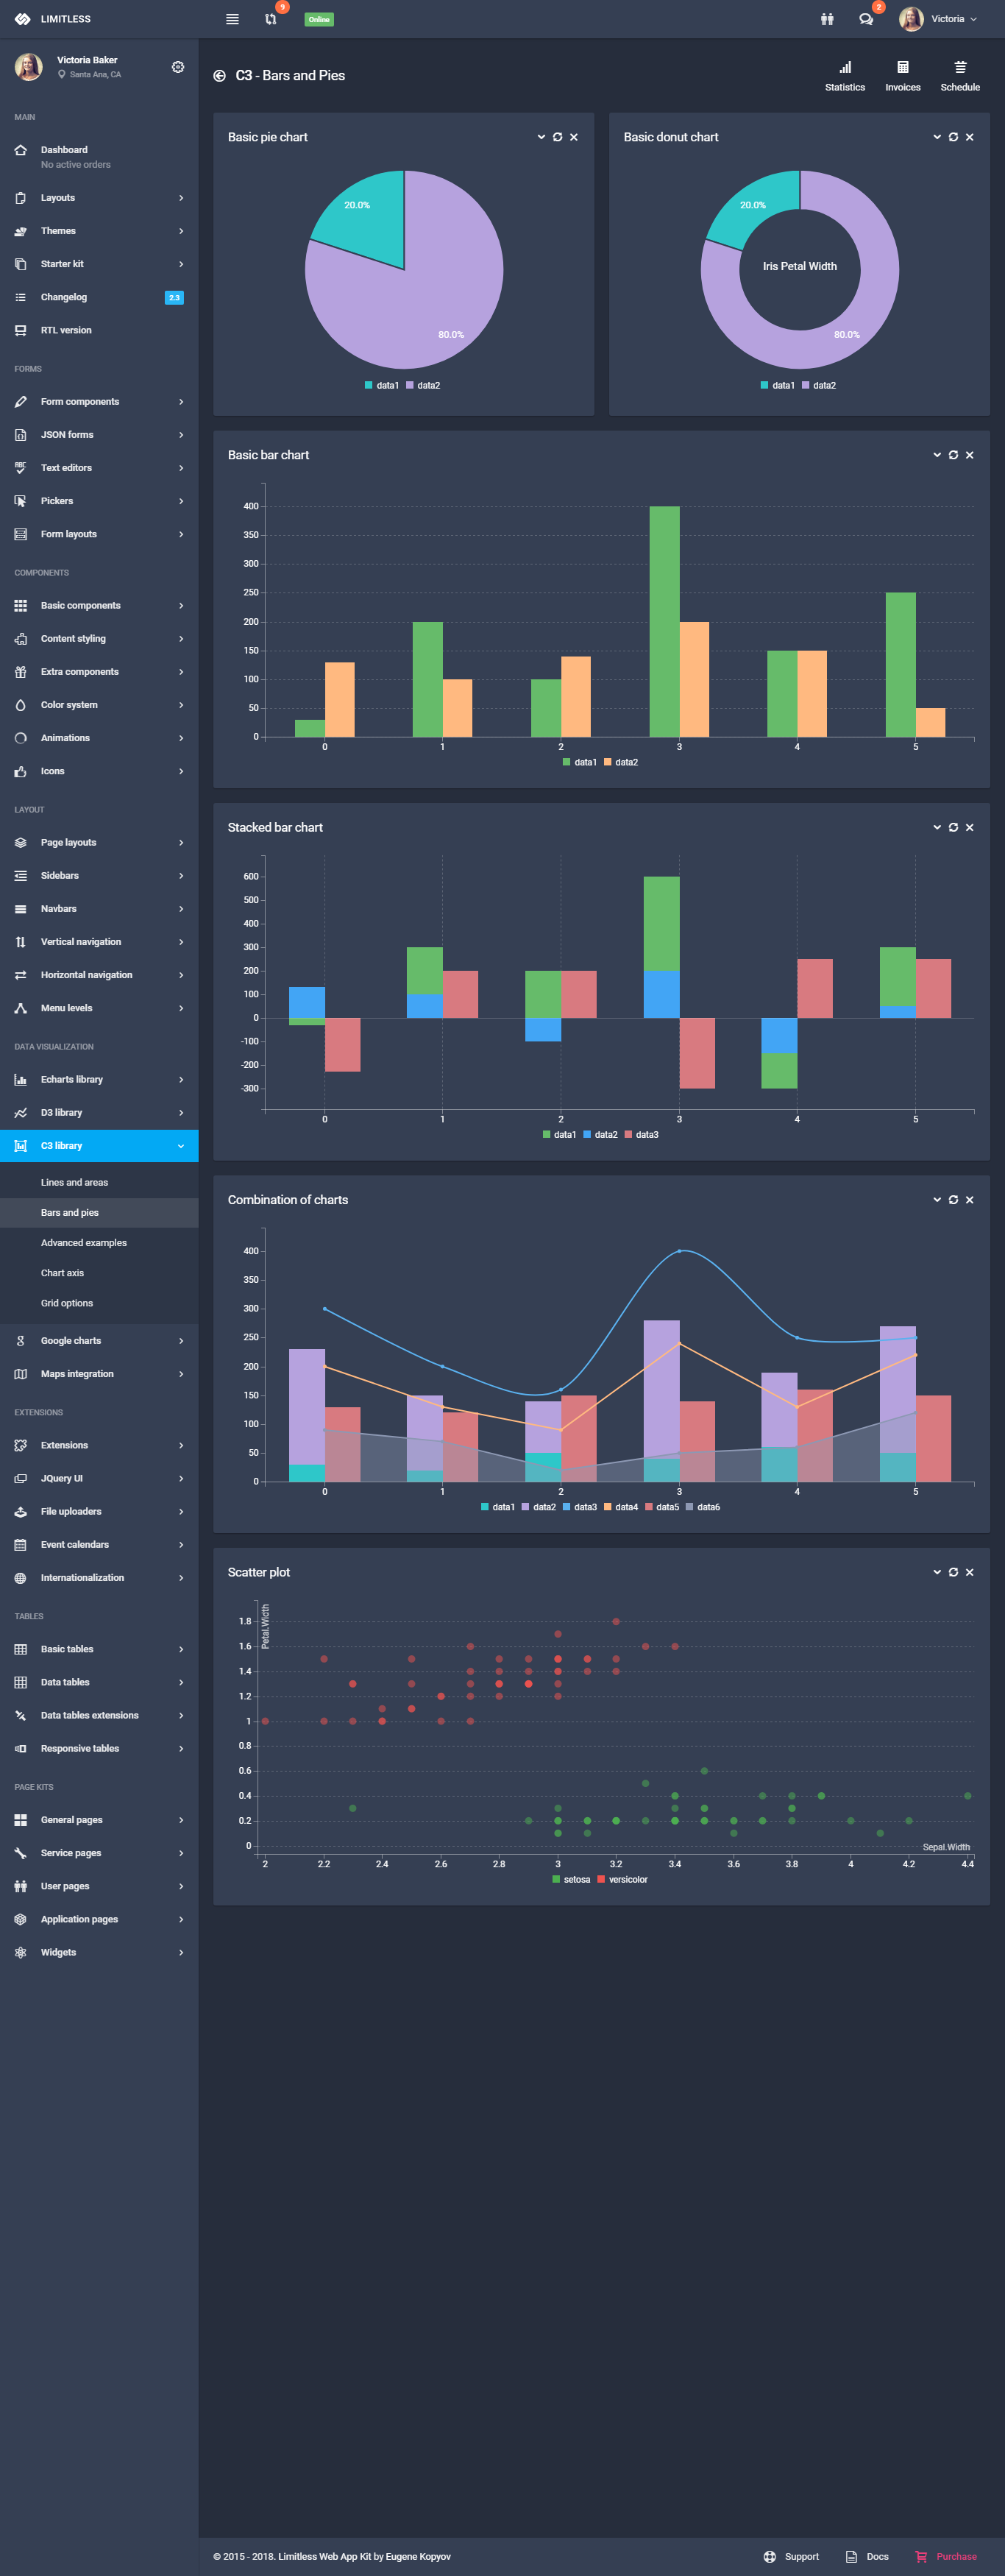 LIMITLESS
9
Online
2
Victoria
Victoria Baker
Santa Ana, CA
MAIN
Dashboard
No active orders
Layouts
Themes
Starter kit
Changelog 2.3
RTL version
FORMS
Form components
JSON forms
Text editors
Pickers
Form layouts
COMPONENTS
Basic components
Content styling
Extra components
Color system
Animations
Icons
LAYOUT
Page layouts
Sidebars
Navbars
Vertical navigation
Horizontal navigation
Menu levels
DATA VISUALIZATION
Echarts library
D3 library
C3 library
Lines and areas
Bars and pies
Advanced examples
Chart axis
Grid options
Google charts
Maps integration
EXTENSIONS
Extensions
JQuery UI
File uploaders
Event calendars
Internationalization
TABLES
Basic tables
Data tables
Data tables extensions
Responsive tables
PAGE KITS
General pages
Service pages
User pages
Application pages
Widgets
C3 - Bars and Pies
Statistics Invoices Schedule
Basic pie chart
20.0%
80.0%
data1 data2
Basic donut chart
20.0%
Iris Petal Width
80.0%
data1 data2
Basic bar chart
400
350
300
250
200
150
100
50
0
0 1 2 3 4 5
data1 data2
Stacked bar chart
600
500
400
300
200
100
0
-100
-200
-300
0 1 2 3 4 5
data1 data2 data3
Combination of charts
400
350
300
250
200
150
100
50
0
0 1 2 3 4 5
data1 data2 data3 data4 data5 data6
Scatter plot
Petal.Width
1.8
1.6
1.4
1.2
1
0.8
0.6
0.4
0.2
0
Sepal.Width
2 2.2 2.4 2.6 2.8 3 3.2 3.4 3.6 3.8 4 4.2 4.4
setosa versicolor
© 2015 - 2018. Limitless Web App Kit by Eugene Kopyov
Support Docs Purchase